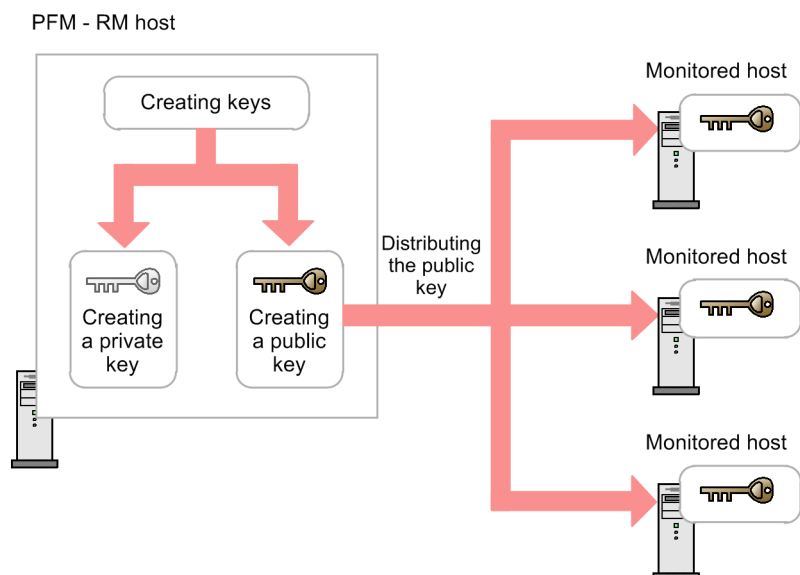 PFM - RM host
Creating keys
Creating
a private
key
Creating
a public
key
Distributing
the public
key
Monitored host
Monitored host
Monitored host